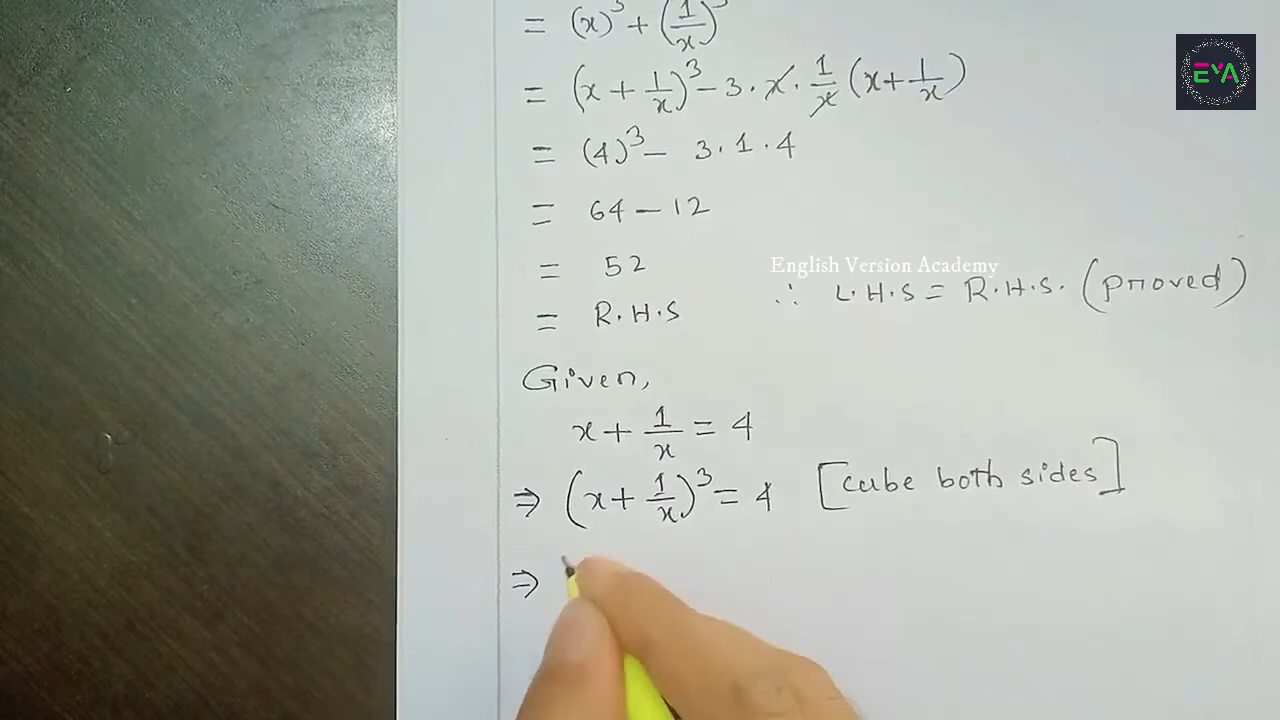 = (x)³ + (1/x)³
EVA
= (x + 1/x)³ - 3 . x . 1/x (x + 1/x)
= (4)³ - 3 . 1 . 4
= 64 - 12
= 52
English Version Academy
= R.H.S
∴ L.H.S = R.H.S. (proved)
Given,
x + 1/x = 4
⇒ (x + 1/x)³ = 4 [cube both sides]
⇒